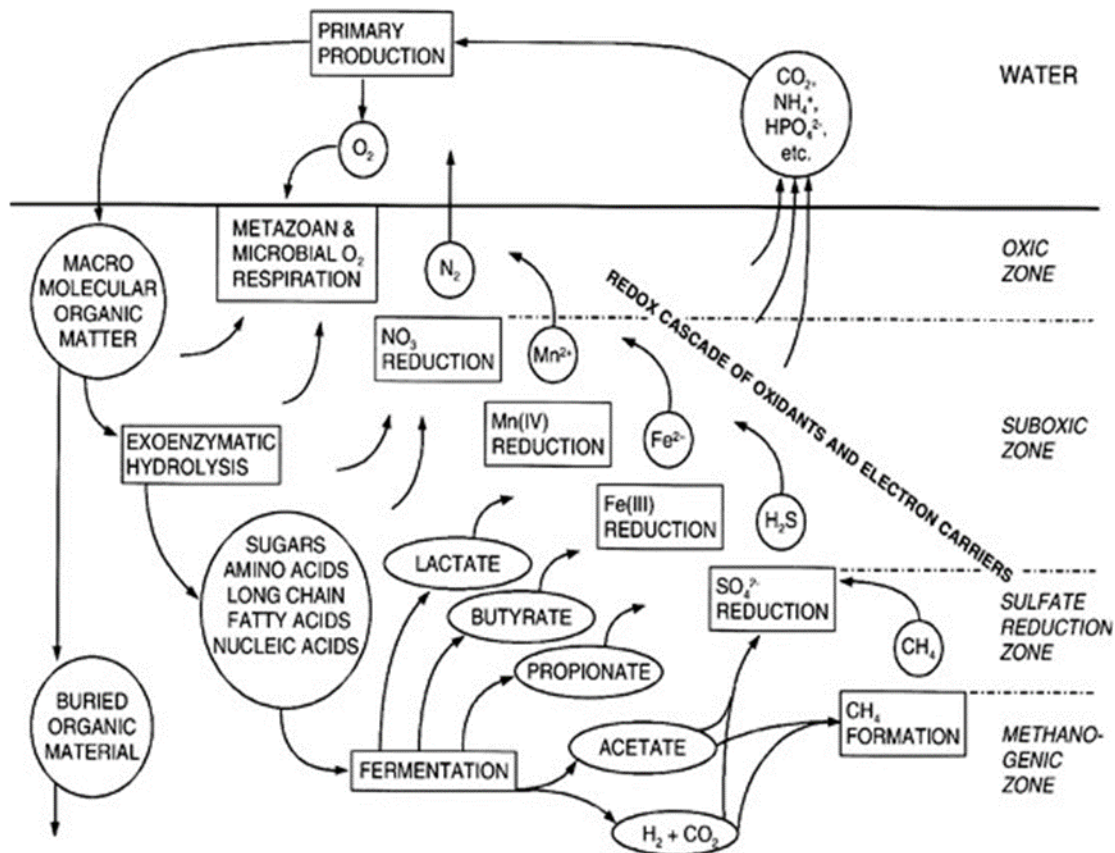 PRIMARY
PRODUCTION
WATER
CO₂,
NH₄⁺,
HPO₆²⁻,
etc.
O₂
METAZOAN &
MICROBIAL O₂
RESPIRATION
OXIC
ZONE
MACRO
MOLECULAR
ORGANIC
MATTER
N₂
REDOX CASCADE OF OXIDANTS AND ELECTRON CARRIERS
NO₃
REDUCTION
Mn²⁺
Mn(IV)
REDUCTION
Fe²⁻
SUBOXIC
ZONE
EXOENZYMATIC
HYDROLYSIS
Fe(III)
REDUCTION
H₂S
SUGARS
AMINO ACIDS
LONG CHAIN
FATTY ACIDS
NUCLEIC ACIDS
LACTATE
BUTYRATE
PROPIONATE
SO₄²⁻
REDUCTION
CH₄
SULFATE
REDUCTION
ZONE
BURIED
ORGANIC
MATERIAL
FERMENTATION
ACETATE
H₂ + CO₂
CH₄
FORMATION
METHANO-
GENIC
ZONE